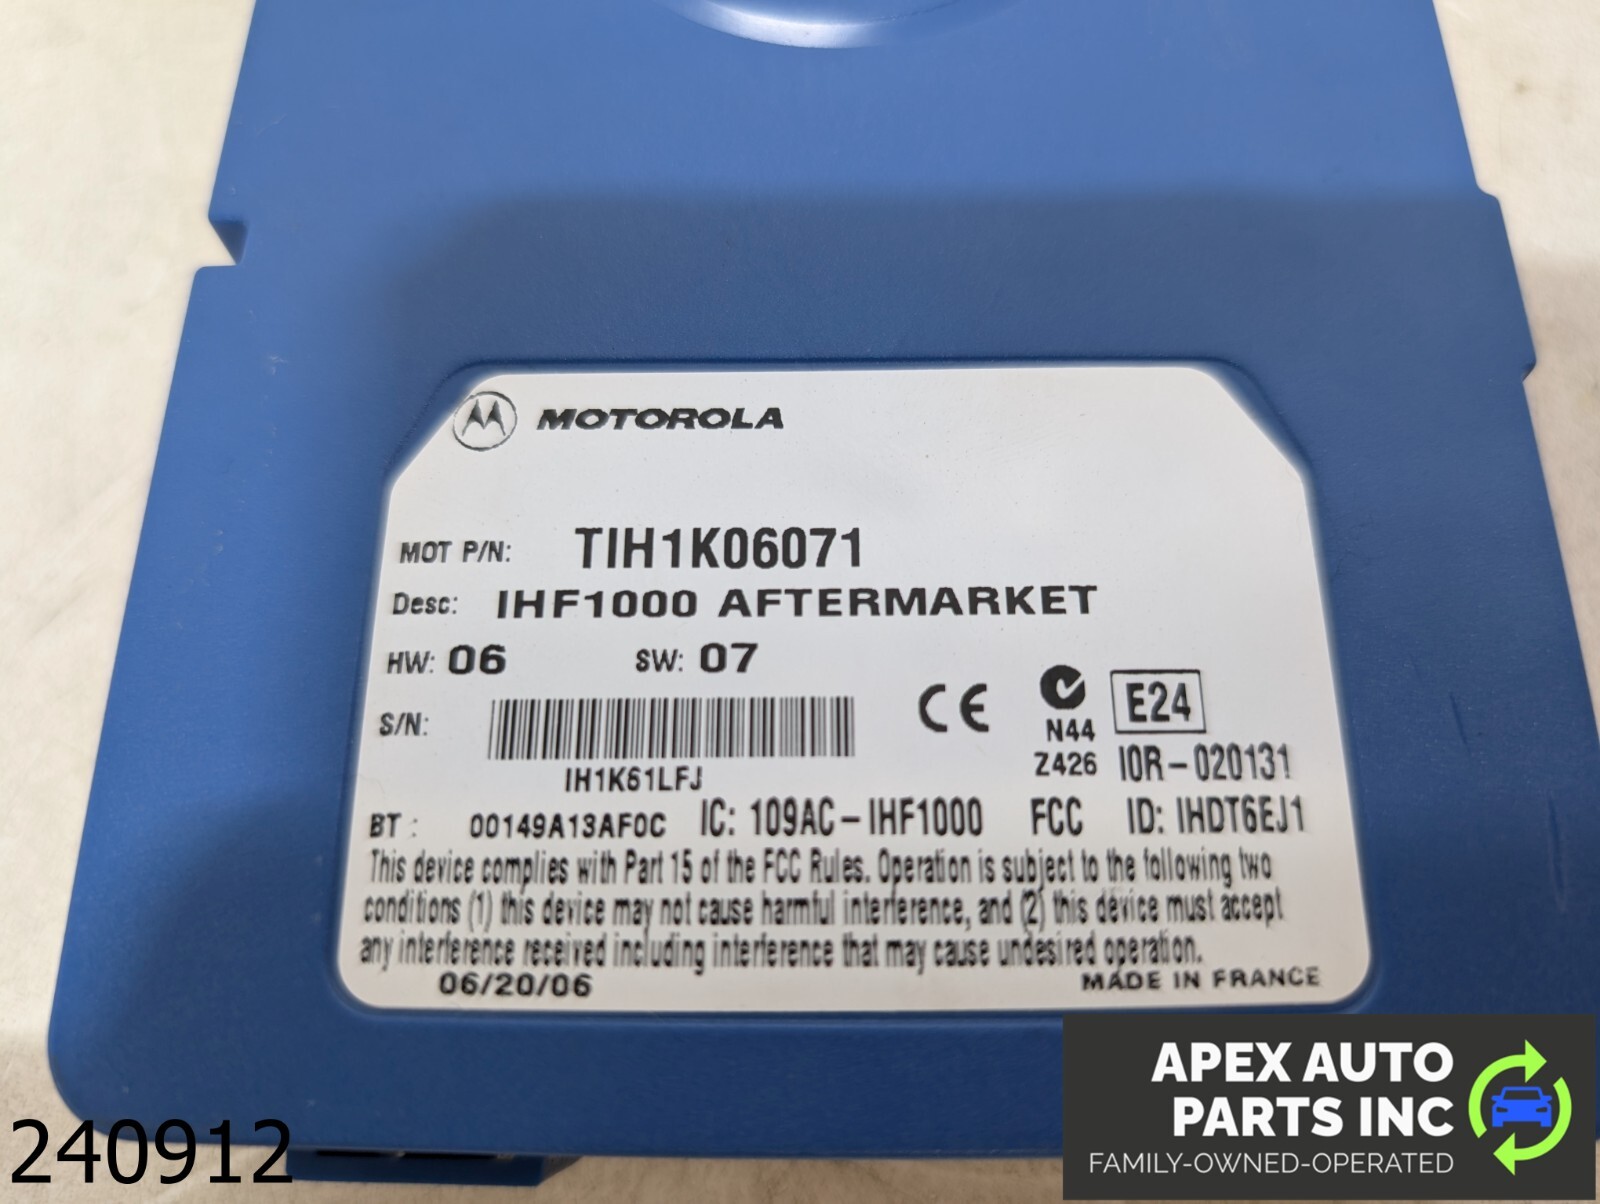 MOTOROLA
MOT P/N: TIH1K06071
Desc: IHF1000 AFTERMARKET
HW: 06 SW: 07
S/N:
IH1K61LFJ
CE N44 E24
Z426 10R-020131
BT : 00149A13AF0C IC: 109AC-IHF1000 FCC ID: IHDT6EJ1
This device complies with Part 15 of the FCC Rules. Operation is subject to the following two
conditions (1) this device may not cause harmful interference, and (2) this device must accept
any interference received including interference that may cause undesired operation.
06/20/06 MADE IN FRANCE
240912
APEX AUTO
PARTS INC
FAMILY-OWNED-OPERATED